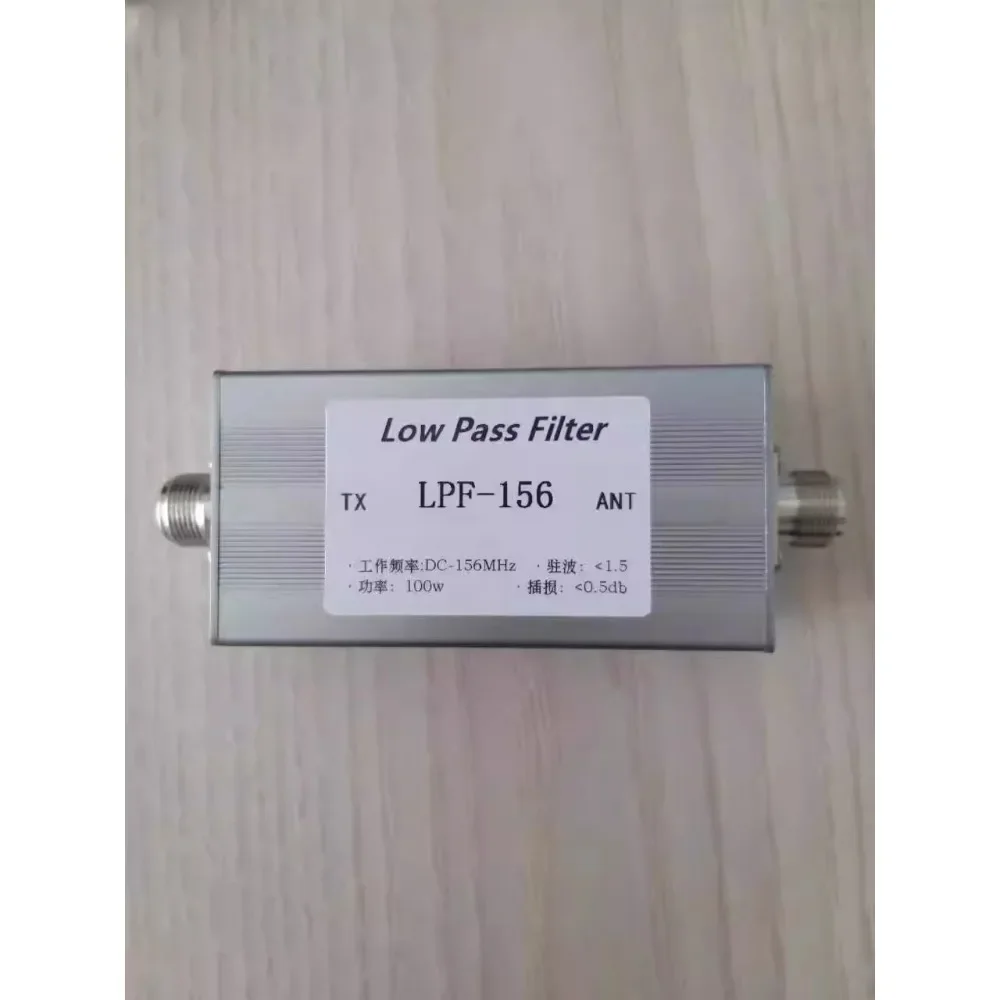 Low Pass Filter
TX LPF-156 ANT
· 工作频率:DC-156MHz · 驻波: <1.5
· 功率: 100w · 插损: <0.5db